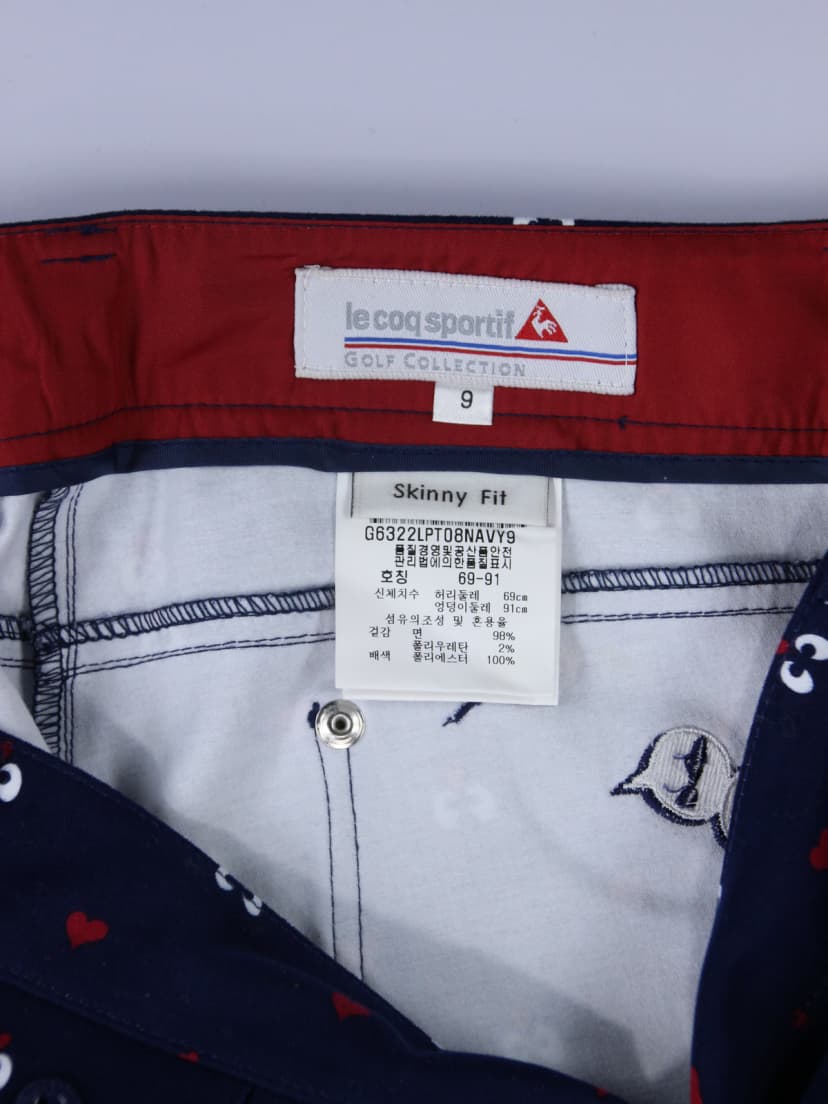 le coq sportif
GOLF COLLECTION
9
Skinny Fit
G6322LPT08NAVY9
품질경영및공산품안전
관리법에의한품질표시
호칭 69-91
신체치수 허리둘레 69cm
엉덩이둘레 91cm
섬유의조성 및 혼용율
겉감 면 98%
폴리우레탄 2%
배색 폴리에스터 100%